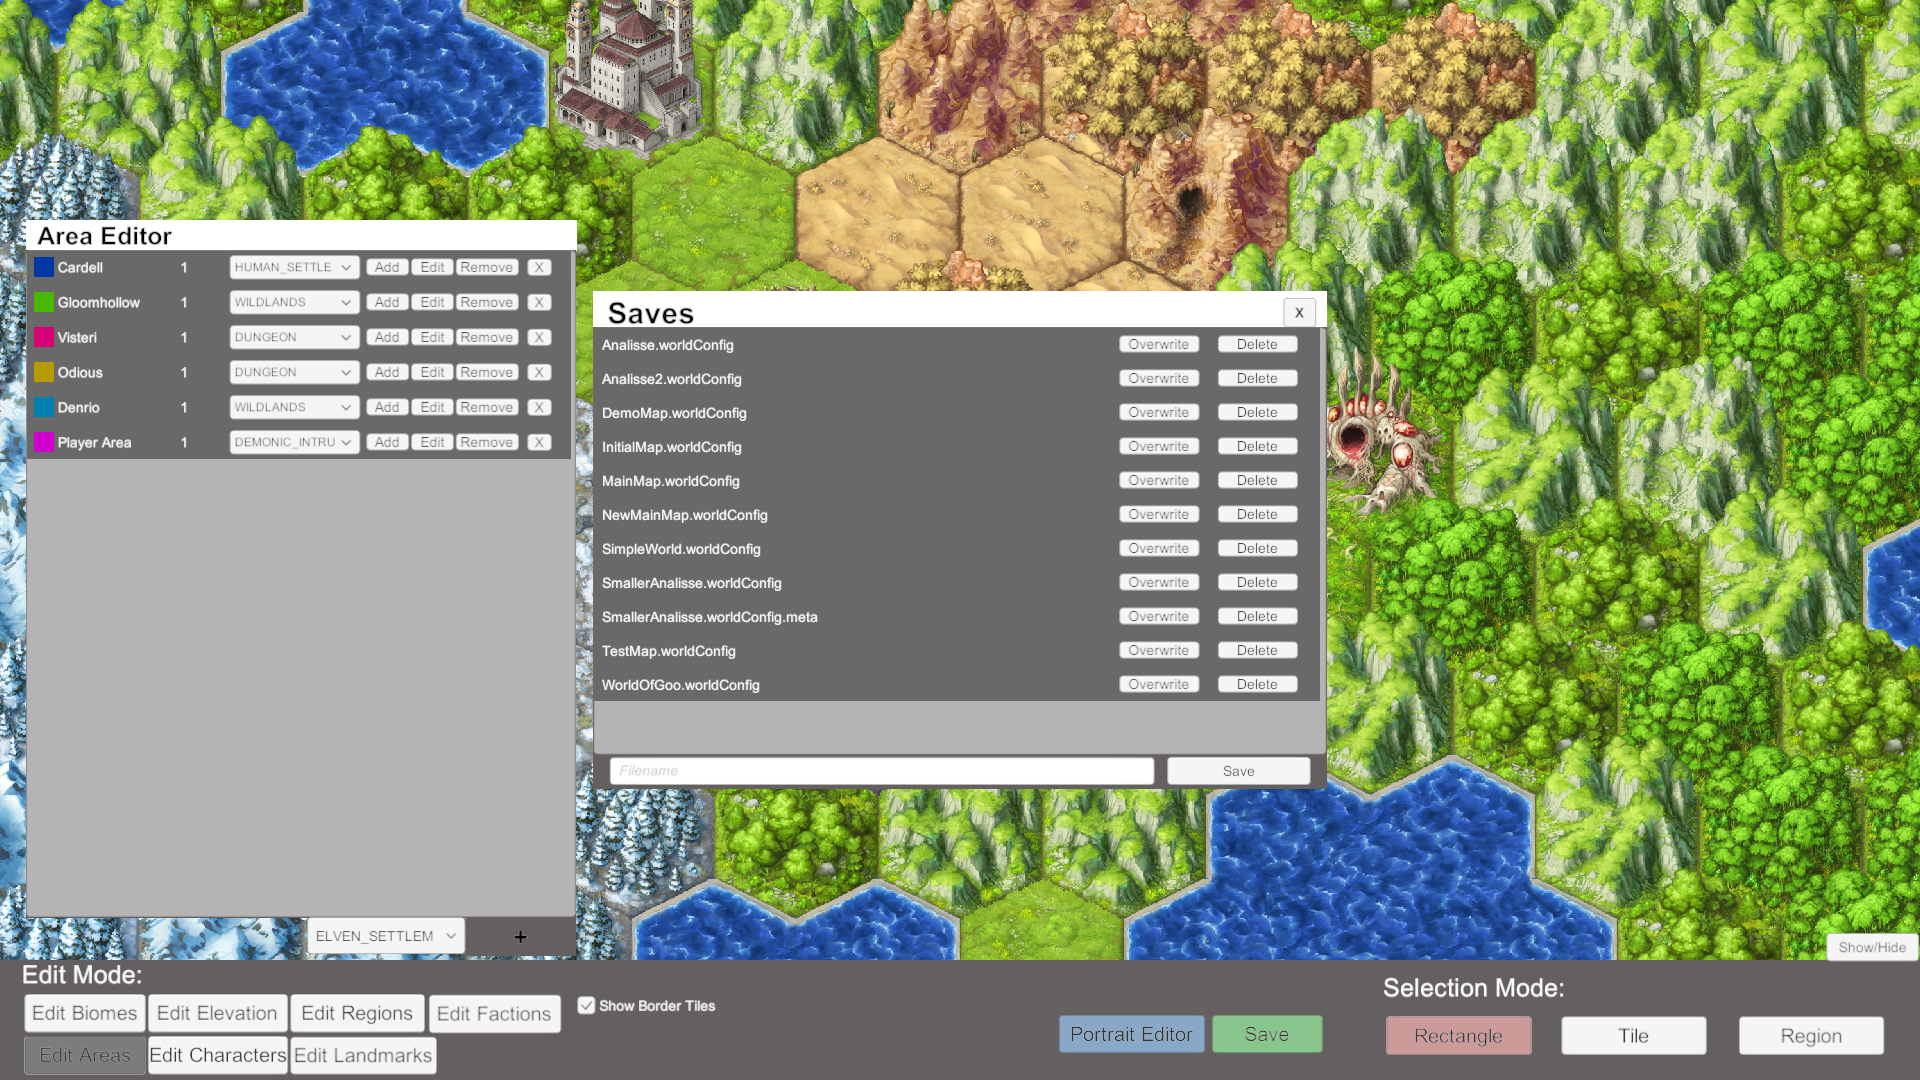 Area Editor
Cardell 1 HUMAN_SETTLE Add Edit Remove X
Gloomhollow 1 WILDLANDS Add Edit Remove X
Visteri 1 DUNGEON Add Edit Remove X
Odious 1 DUNGEON Add Edit Remove X
Denrio 1 WILDLANDS Add Edit Remove X
Player Area 1 DEMONIC_INTRU Add Edit Remove X
ELVEN_SETTLEM +
Saves X
Analisse.worldConfig Overwrite Delete
Analisse2.worldConfig Overwrite Delete
DemoMap.worldConfig Overwrite Delete
InitialMap.worldConfig Overwrite Delete
MainMap.worldConfig Overwrite Delete
NewMainMap.worldConfig Overwrite Delete
SimpleWorld.worldConfig Overwrite Delete
SmallerAnalisse.worldConfig Overwrite Delete
SmallerAnalisse.worldConfig.meta Overwrite Delete
TestMap.worldConfig Overwrite Delete
WorldOfGoo.worldConfig Overwrite Delete
Filename Save
Show/Hide
Edit Mode:
Edit Biomes Edit Elevation Edit Regions Edit Factions
Edit Areas Edit Characters Edit Landmarks
Show Border Tiles
Portrait Editor Save
Selection Mode:
Rectangle Tile Region